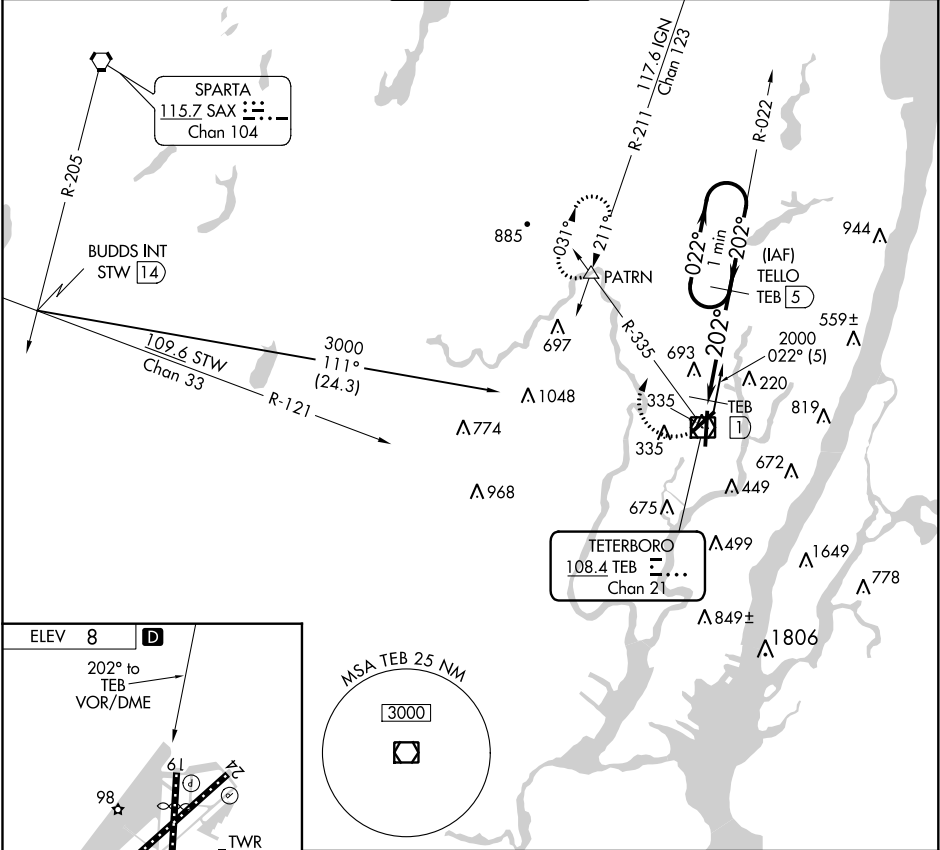 SPARTA
115.7 SAX
Chan 104
R-205
BUDDS INT
STW 14
109.6 STW
Chan 33
R-121
3000
111°
(24.3)
117.6 IGN
Chan 123
R-211
R-022
885
031°
211°
PATRN
697
R-335
022°
1 min
202°
(IAF)
TELLO
TEB 5
202°
2000
022° (5)
944
559±
693
220
819
TEB
1
335
335
1048
774
968
672
449
675
TETERBORO
108.4 TEB
Chan 21
499
1649
778
849±
1806
ELEV 8 D
202° to
TEB
VOR/DME
19
24
P
P
98
TWR
MSA TEB 25 NM
3000